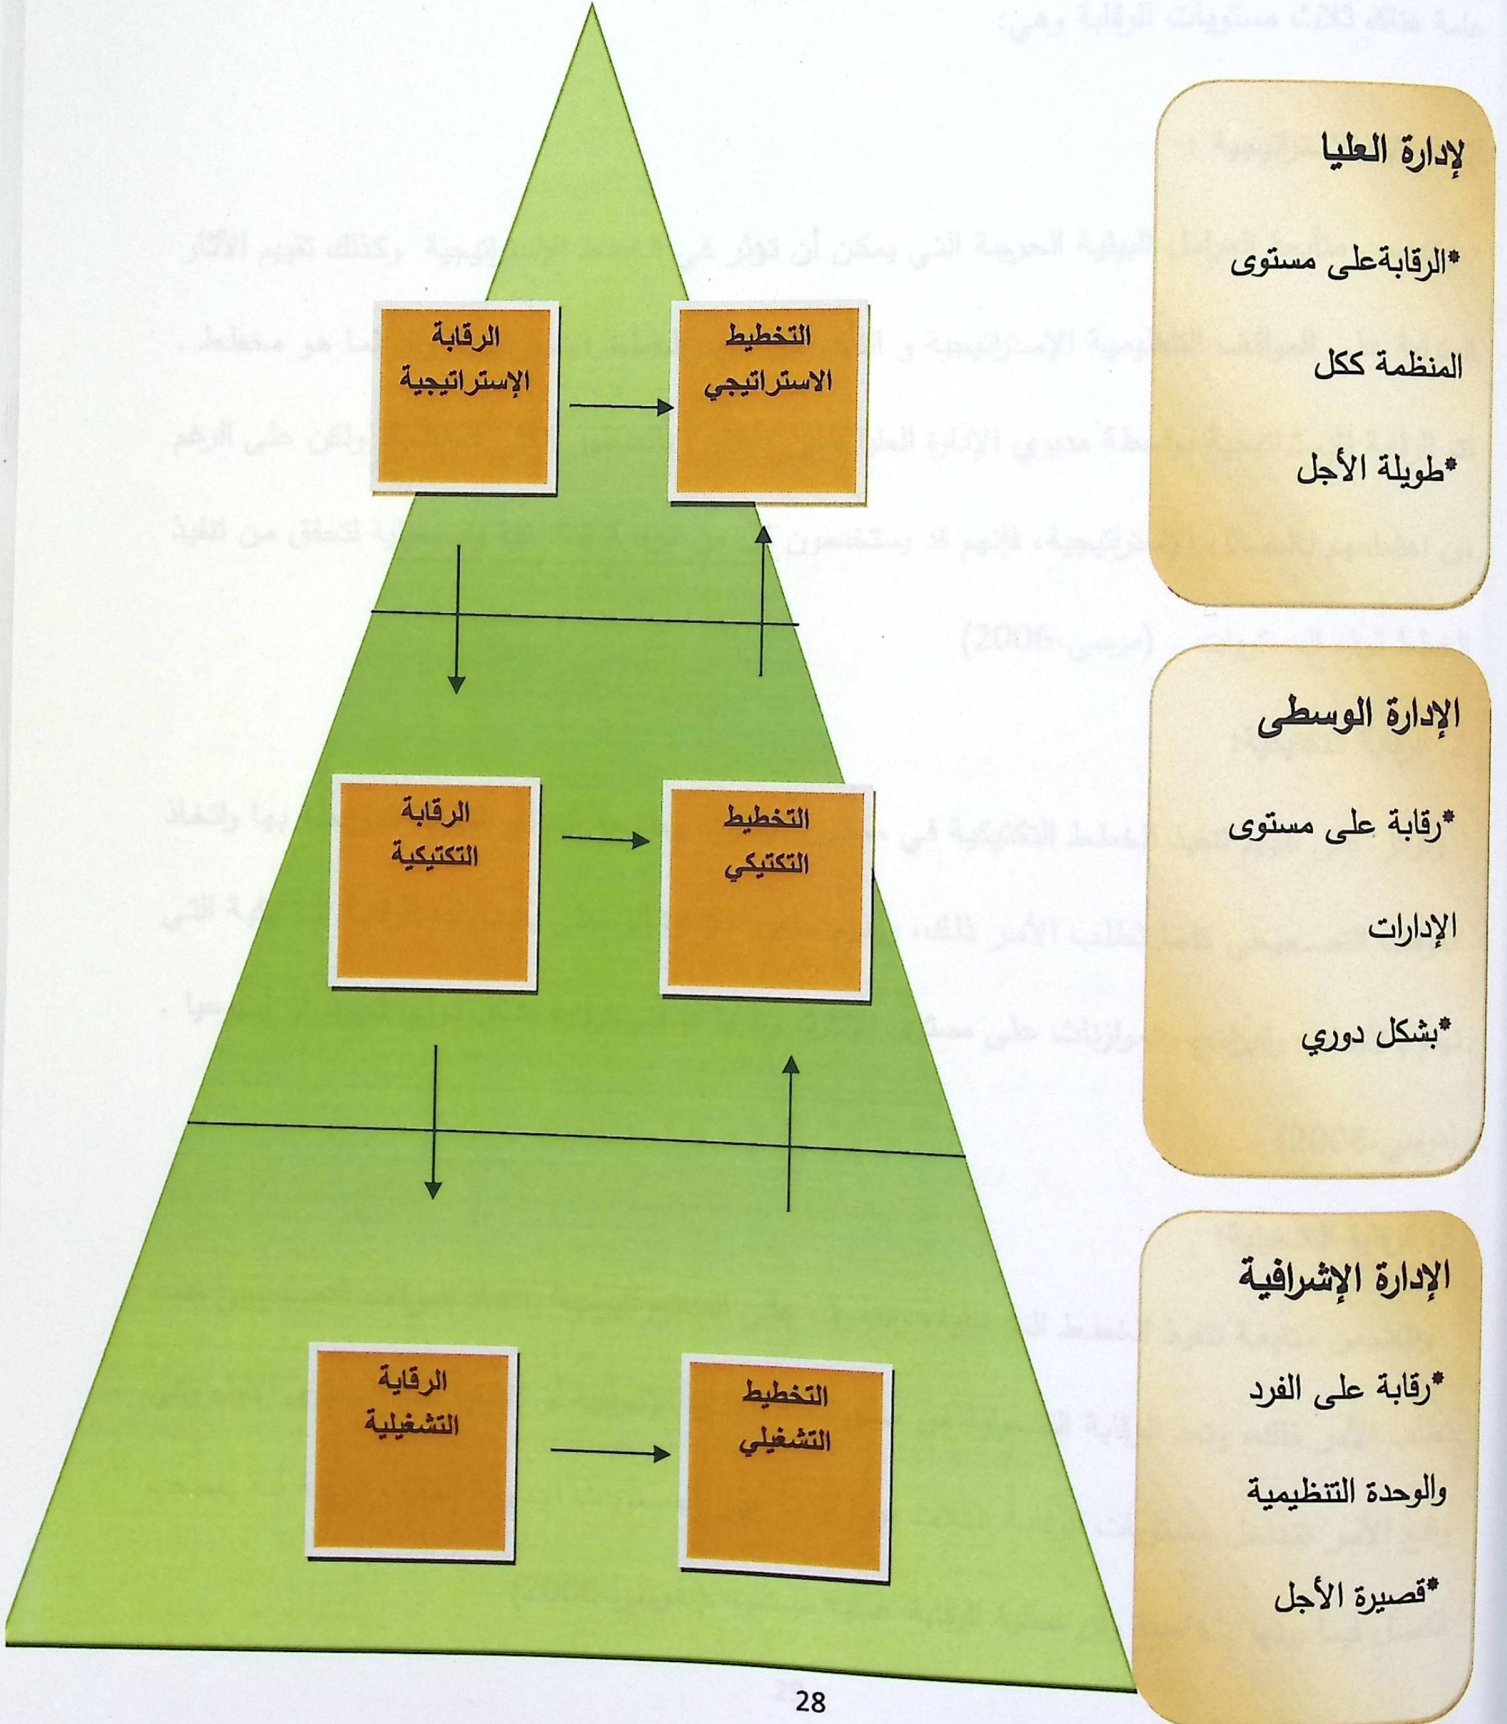 لإدارة العليا
*الرقابةعلى مستوى
المنظمة ككل
*طويلة الأجل
التخطيط
الاستراتيجي
الرقابة
الإستراتيجية
الإدارة الوسطى
*رقابة على مستوى
الإدارات
*بشكل دوري
التخطيط
التكتيكي
الرقابة
التكتيكية
الإدارة الإشرافية
*رقابة على الفرد
والوحدة التنظيمية
*قصيرة الأجل
التخطيط
التشغيلي
الرقاية
التشغيلية
28